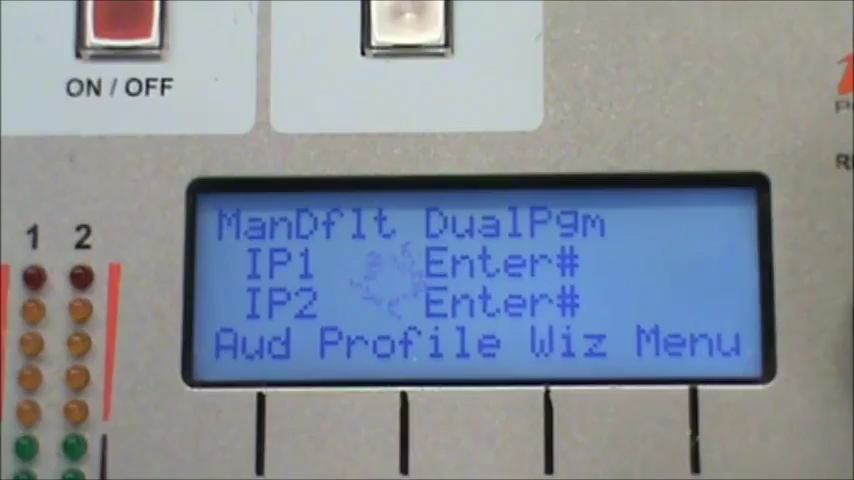 ON / OFF
1 2
ManDflt DualPgm
IP1 Enter#
IP2 Enter#
Aud Profile Wiz Menu